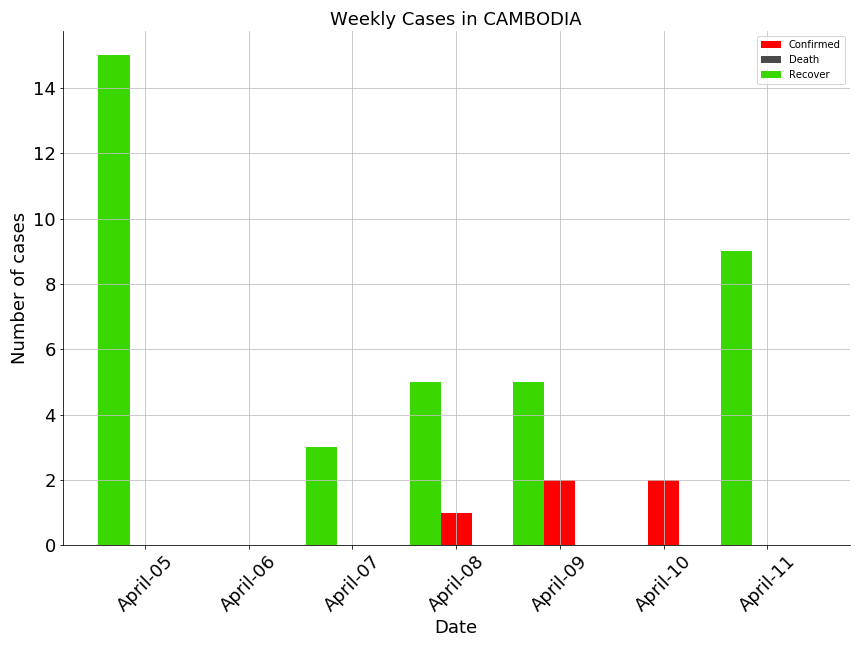 Weekly Cases in CAMBODIA
Confirmed
Death
Recover
Number of cases
14
12
10
8
6
4
2
0
April-05
April-06
April-07
April-08
April-09
April-10
April-11
Date